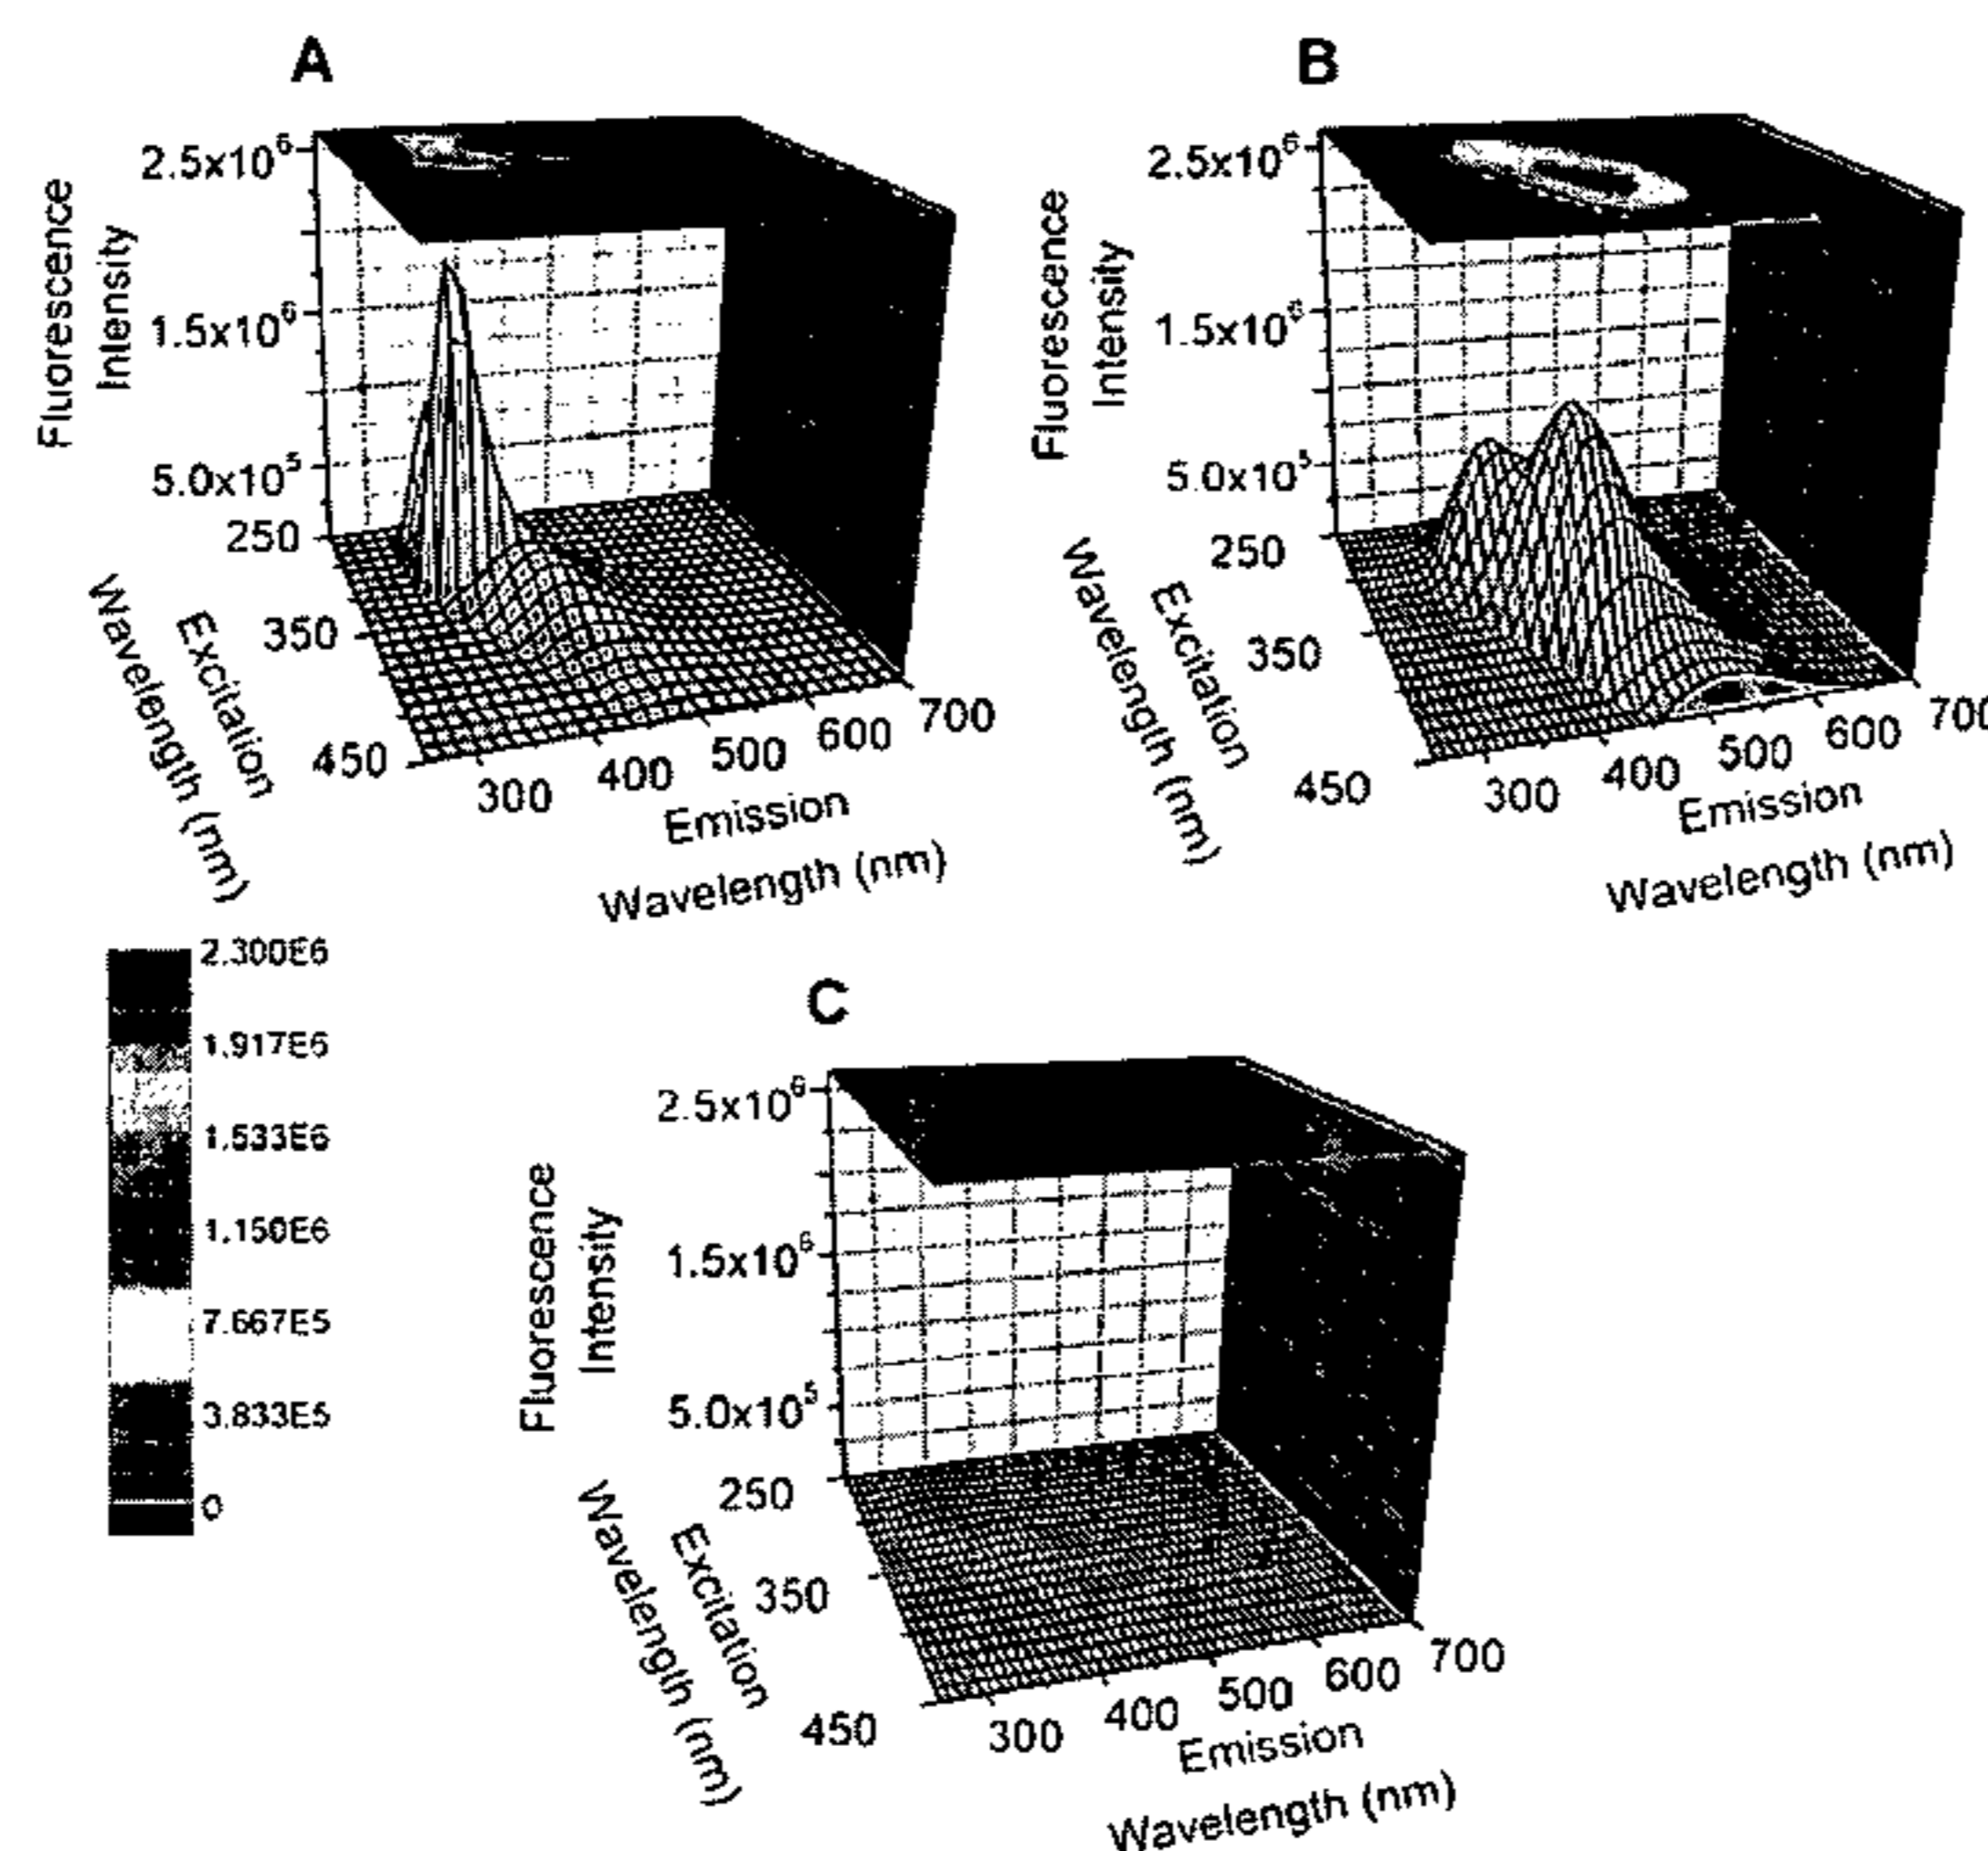 A
2.5x10⁶
1.5x10⁶
5.0x10⁵
Fluorescence
Intensity
250
350
450
Excitation
Wavelength (nm)
300 400 500 600 700
Emission
Wavelength (nm)
B
2.5x10⁶
1.5x10⁶
5.0x10⁵
Fluorescence
Intensity
250
350
450
Excitation
Wavelength (nm)
300 400 500 600 700
Emission
Wavelength (nm)
2.300E6
1.917E6
1.533E6
1.150E6
7.667E5
3.833E5
0
C
2.5x10⁶
1.5x10⁶
5.0x10⁵
Fluorescence
Intensity
250
350
450
Excitation
Wavelength (nm)
300 400 500 600 700
Emission
Wavelength (nm)